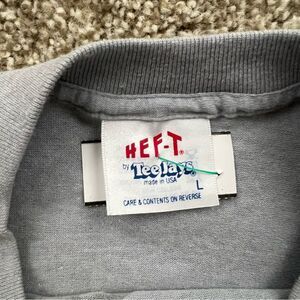 HEF-T®
by TeeJays®
made in USA
L
CARE & CONTENTS ON REVERSE